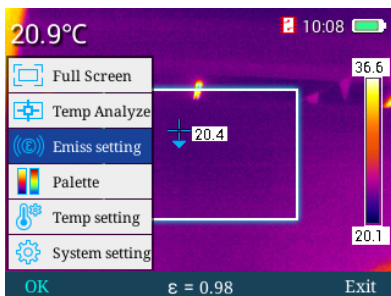 20.9°C
10:08
Full Screen
Temp Analyze
Emiss setting
Palette
Temp setting
System setting
20.4
36.6
20.1
OK
ε = 0.98
Exit